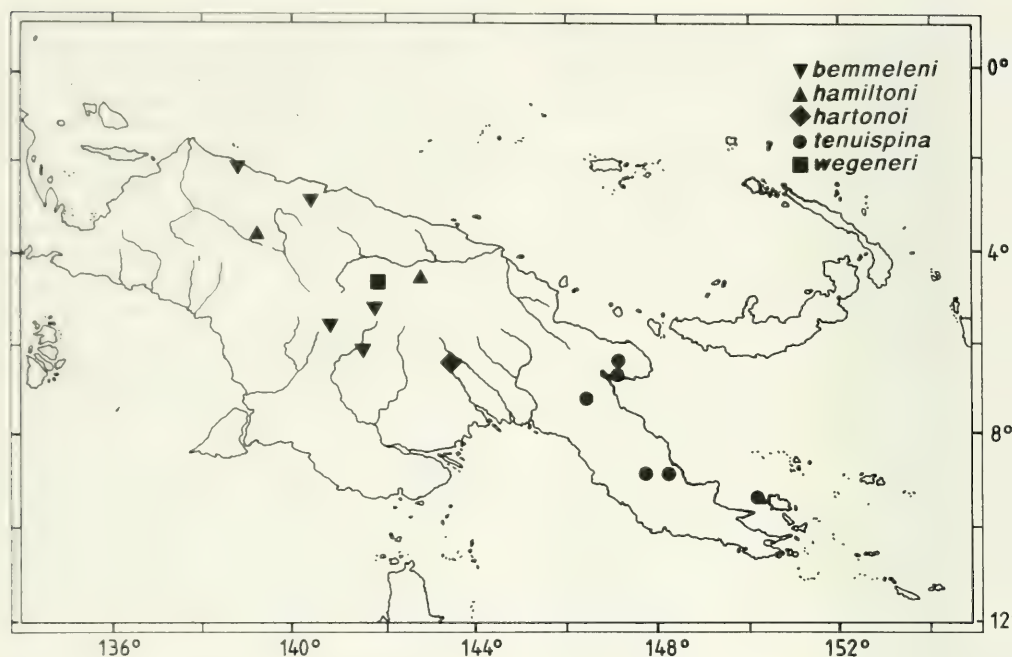 bemmeleni
hamiltoni
hartonoi
tenuispina
wegeneri
0°
4°
8°
12
136° 140° 144° 148° 152°